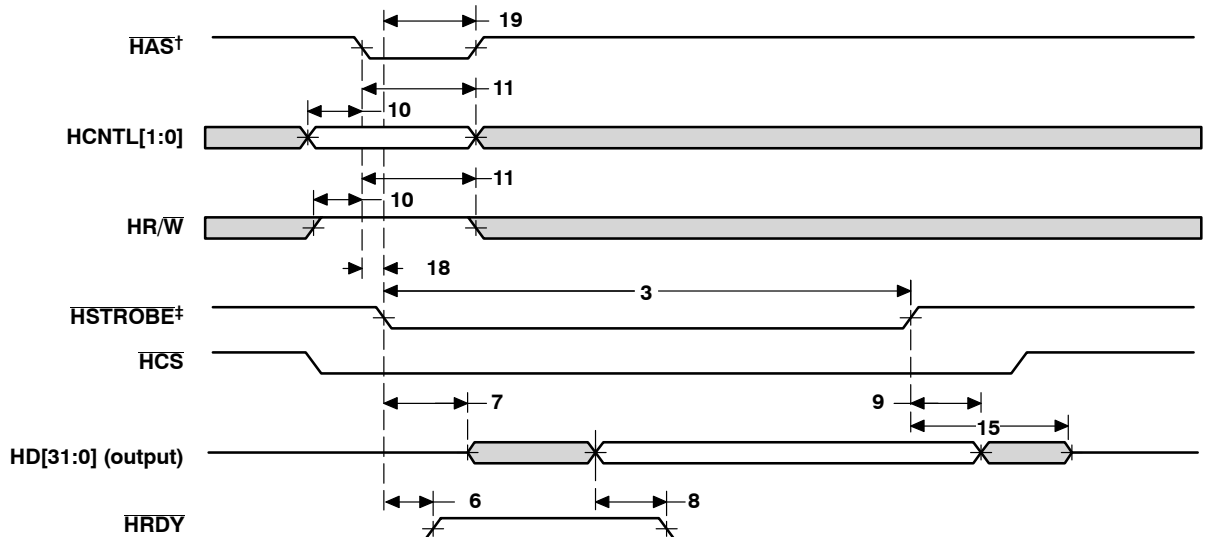 19
HAS†
11
10
HCNTL[1:0]
11
10
HR/W
18
3
HSTROBE‡
HCS
7
9
15
HD[31:0] (output)
6
8
HRDY